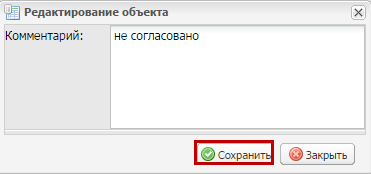 Редактирование объекта
Комментарий: не согласовано
Сохранить Закрыть